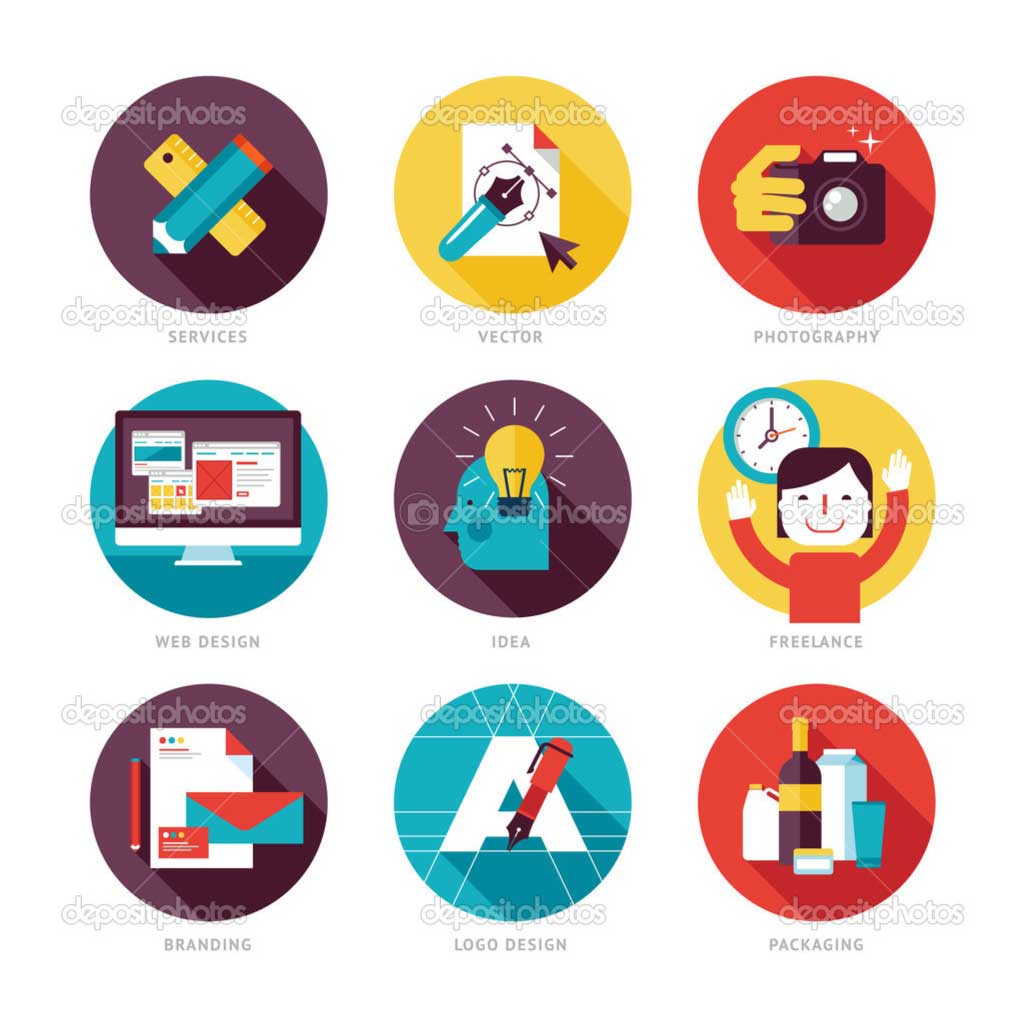 depositphotos depositphotos depositphotos
depositphotos depositphotos depositphotos
SERVICES VECTOR PHOTOGRAPHY
depositphotos depositphotos depositphotos
WEB DESIGN IDEA FREELANCE
depositphotos depositphotos depositphotos
A
depositphotos depositphotos depositphotos
BRANDING LOGO DESIGN PACKAGING